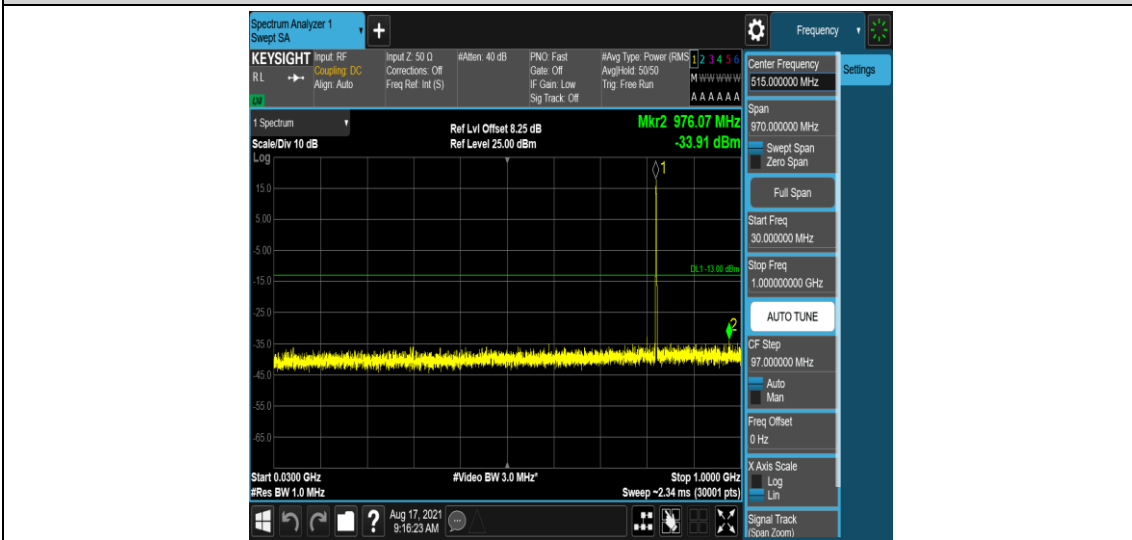 Spectrum Analyzer 1
Swept SA
+
Frequency
KEYSIGHT
RL
LXI
Input: RF
Coupling: DC
Align: Auto
Input Z: 50 Ω
Corrections: Off
Freq Ref: Int (S)
#Atten: 40 dB
PNO: Fast
Gate: Off
IF Gain: Low
Sig Track: Off
#Avg Type: Power (RMS
Avg|Hold: 50/50
Trig: Free Run
1 2 3 4 5 6
M W W W W W
A A A A A A
1 Spectrum
Scale/Div 10 dB
Log
Ref Lvl Offset 8.25 dB
Ref Level 25.00 dBm
Mkr2 976.07 MHz
-33.91 dBm
1
15.0
5.00
-5.00
DL1 -13.00 dBm
-15.0
-25.0
2
-35.0
-45.0
-55.0
-65.0
Start 0.0300 GHz
#Res BW 1.0 MHz
#Video BW 3.0 MHz*
Stop 1.0000 GHz
Sweep ~2.34 ms (30001 pts)
?
Aug 17, 2021
9:16:23 AM
Center Frequency
515.000000 MHz
Settings
Span
970.000000 MHz
Swept Span
Zero Span
Full Span
Start Freq
30.000000 MHz
Stop Freq
1.000000000 GHz
AUTO TUNE
CF Step
97.000000 MHz
Auto
Man
Freq Offset
0 Hz
X Axis Scale
Log
Lin
Signal Track
(Span Zoom)